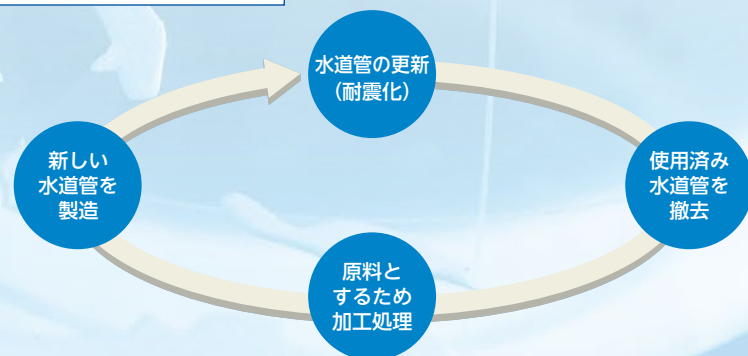 水道管の更新
（耐震化）
使用済み
水道管を
撤去
原料と
するため
加工処理
新しい
水道管を
製造